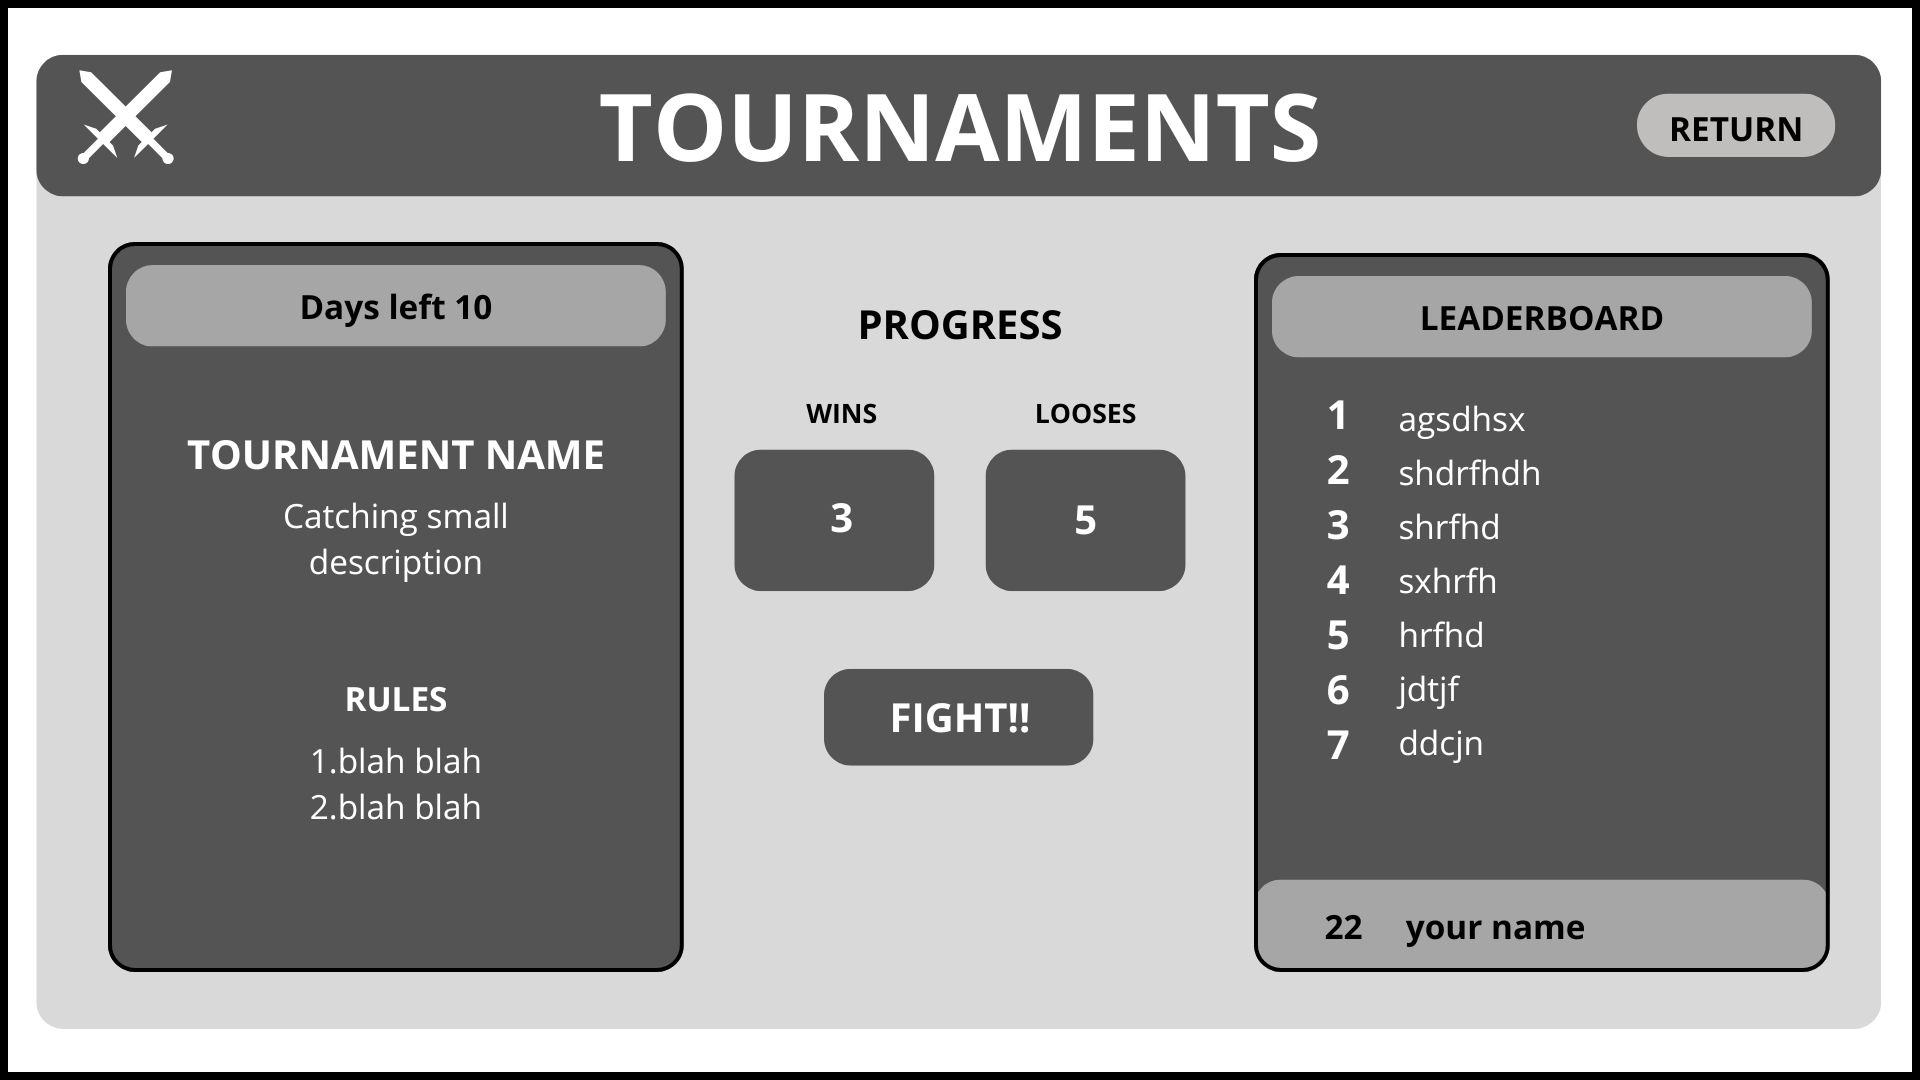 TOURNAMENTS
RETURN
Days left 10
TOURNAMENT NAME
Catching small
description
RULES
1.blah blah
2.blah blah
PROGRESS
WINS
LOOSES
3
5
FIGHT!!
LEADERBOARD
1 agsdhsx
2 shdrfhdh
3 shrfhd
4 sxhrfh
5 hrfhd
6 jdtjf
7 ddcjn
22 your name